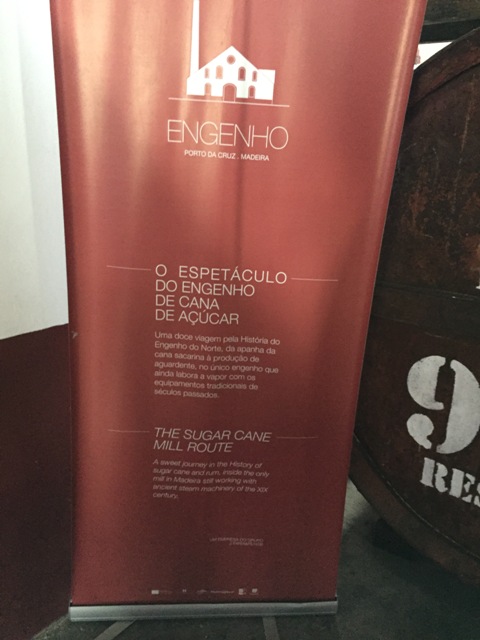 ENGENHO
PORTO DA CRUZ . MADEIRA
O ESPETÁCULO
DO ENGENHO
DE CANA
DE AÇÚCAR
Uma doce viagem pela História do
Engenho do Norte, da apanha da
cana sacarina à produção de
aguardente, no único engenho que
ainda labora a vapor com os
equipamentos tradicionais de
séculos passados.
THE SUGAR CANE
MILL ROUTE
A sweet journey in the History of
sugar cane and rum, inside the only
mill in Madeira still working with
ancient steam machinery of the XIX
century.
9
RES